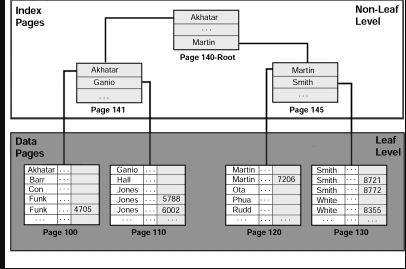 Index
Pages
Non-Leaf
Level
Akhatar
. . .
Martin
Page 140-Root
Akhatar
Ganio
. . .
Page 141
Martin
Smith
. . .
Page 145
Data
Pages
Leaf
Level
Akhatar . . .
Barr . . .
Con . . .
Funk . . .
Funk . . . 4705
. . . . . . . . .
Page 100
Ganio . . .
Hall . . .
Jones . . .
Jones . . . 5788
Jones . . . 6002
. . . . . . . . .
Page 110
Martin . . .
Martin . . . 7206
Ota . . .
Phua . . .
Rudd . . .
. . . . . . . . .
Page 120
Smith . . .
Smith . . . 8721
Smith . . . 8772
White . . .
White . . . 8355
. . . . . . . . .
Page 130